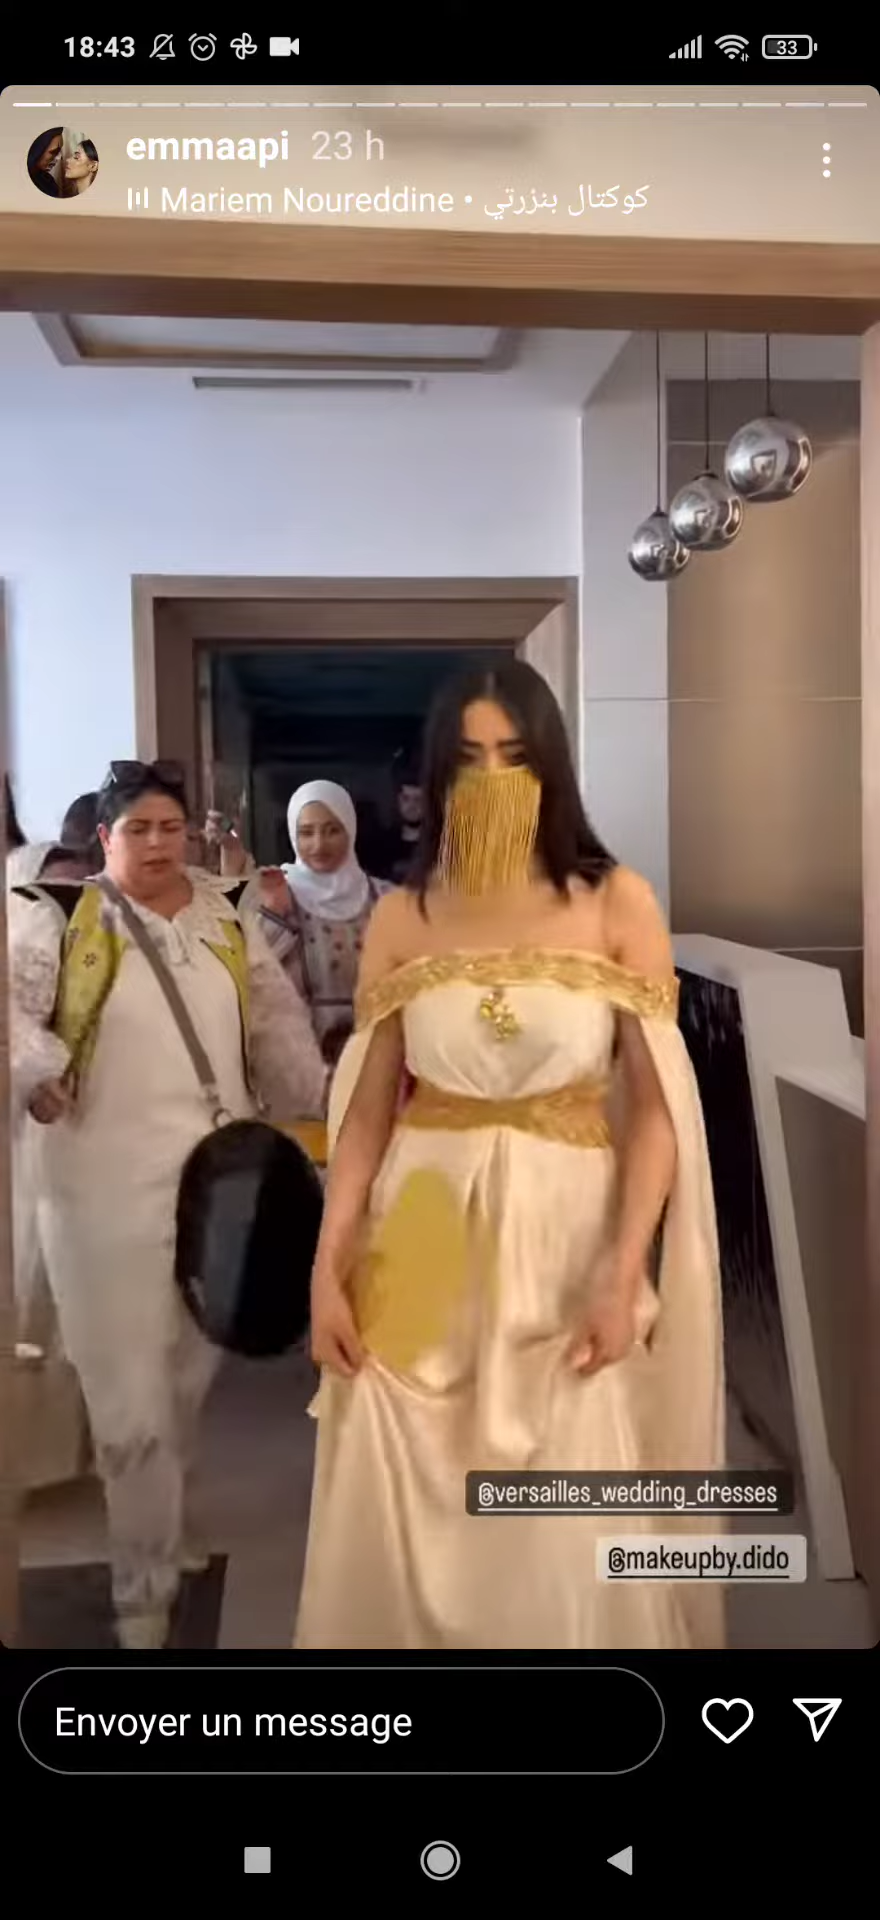 18:43 33
emmaapi 23 h
Mariem Noureddine • كوكتال بنزرتي
@versailles_wedding_dresses
@makeupby.dido
Envoyer un message